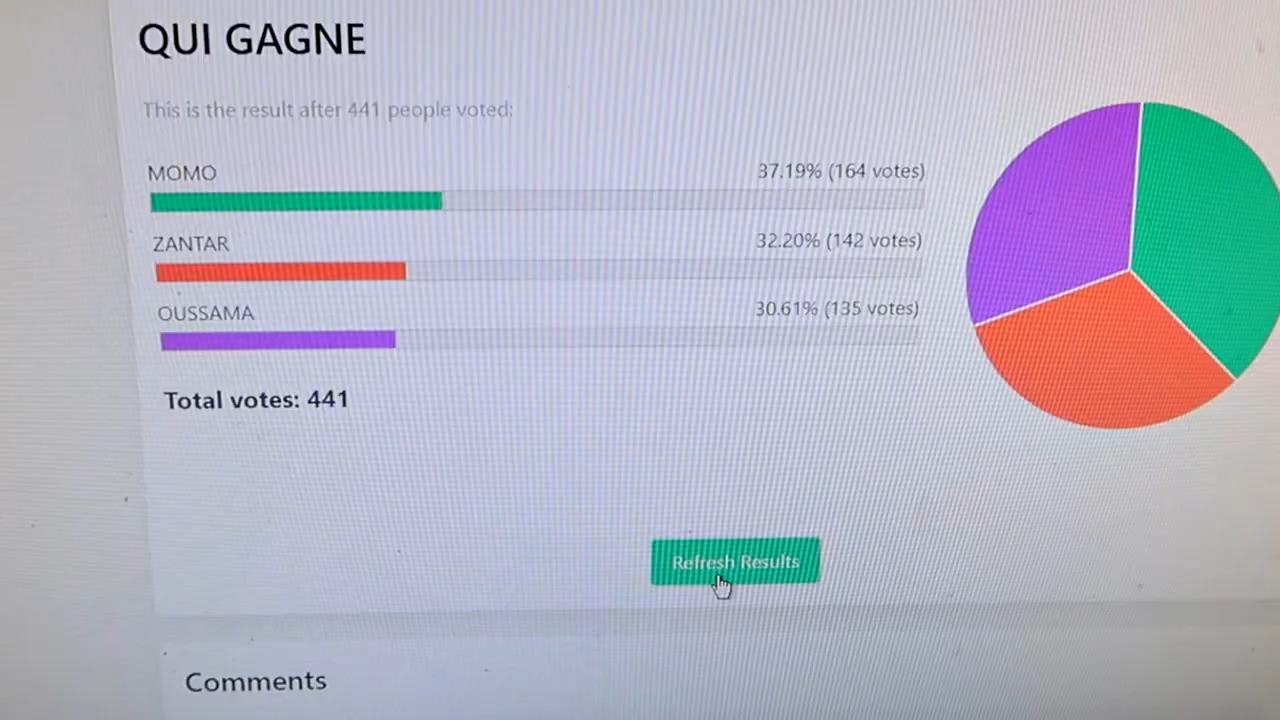 QUI GAGNE
This is the result after 441 people voted:
MOMO 37.19% (164 votes)
ZANTAR 32.20% (142 votes)
OUSSAMA 30.61% (135 votes)
Total votes: 441
Refresh Results
Comments